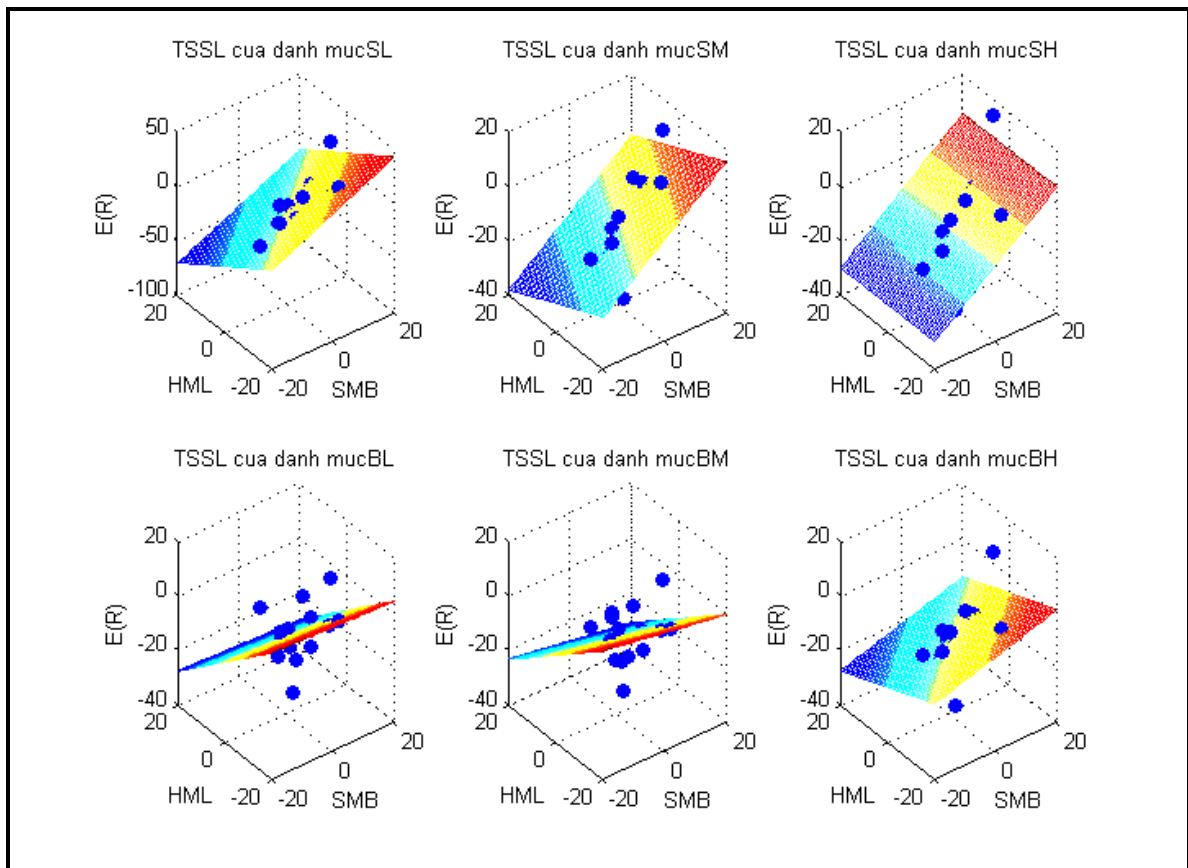 TSSL cua danh mucSL
50
0
-50
-100
E(R)
20
0
-20
HML
-20
0
20
SMB
TSSL cua danh mucSM
20
0
-20
-40
E(R)
20
0
-20
HML
-20
0
20
SMB
TSSL cua danh mucSH
20
0
-20
-40
E(R)
20
0
-20
HML
-20
0
20
SMB
TSSL cua danh mucBL
20
0
-20
-40
E(R)
20
0
-20
HML
-20
0
20
SMB
TSSL cua danh mucBM
20
0
-20
-40
E(R)
20
0
-20
HML
-20
0
20
SMB
TSSL cua danh mucBH
20
0
-20
-40
E(R)
20
0
-20
HML
-20
0
20
SMB